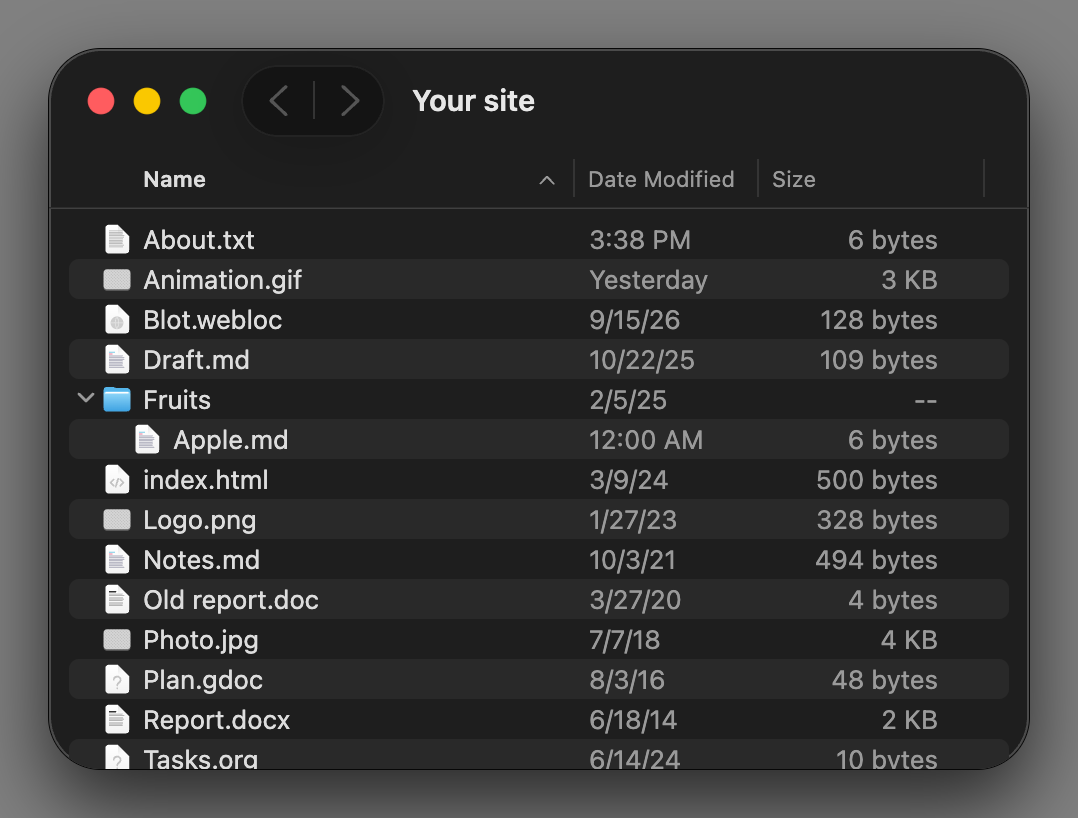 Your site
Name Date Modified Size
About.txt 3:38 PM 6 bytes
Animation.gif Yesterday 3 KB
Blot.webloc 9/15/26 128 bytes
Draft.md 10/22/25 109 bytes
Fruits 2/5/25 --
Apple.md 12:00 AM 6 bytes
index.html 3/9/24 500 bytes
Logo.png 1/27/23 328 bytes
Notes.md 10/3/21 494 bytes
Old report.doc 3/27/20 4 bytes
Photo.jpg 7/7/18 4 KB
Plan.gdoc 8/3/16 48 bytes
Report.docx 6/18/14 2 KB
Tasks.org 6/14/24 10 bytes